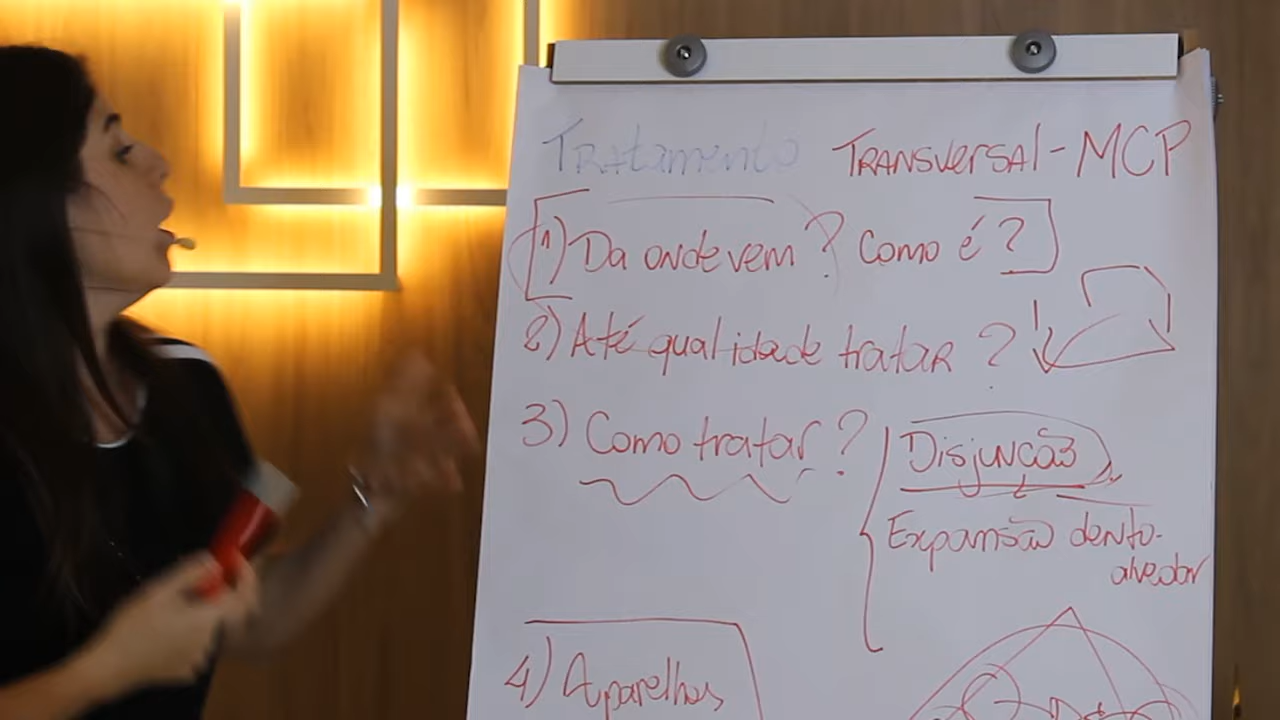 Tratamento TRANSVERSAL - MCP
1) Da onde vem? Como é?
2) Até qual idade tratar?
3) Como tratar? Disjunção
Expansão dento-
alveolar
4) Aparelhos